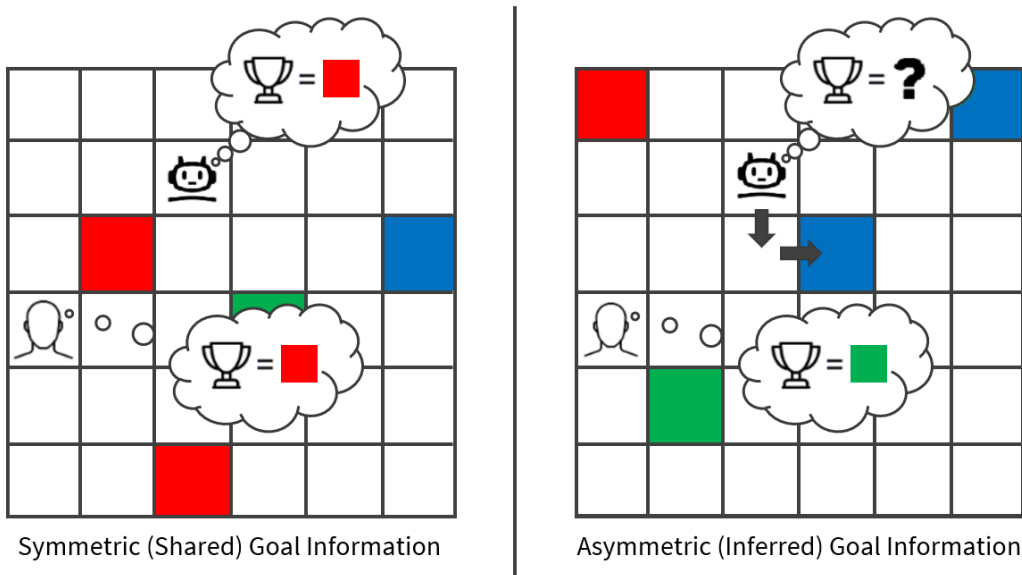 =
= ?
=
=
Symmetric (Shared) Goal Information
Asymmetric (Inferred) Goal Information